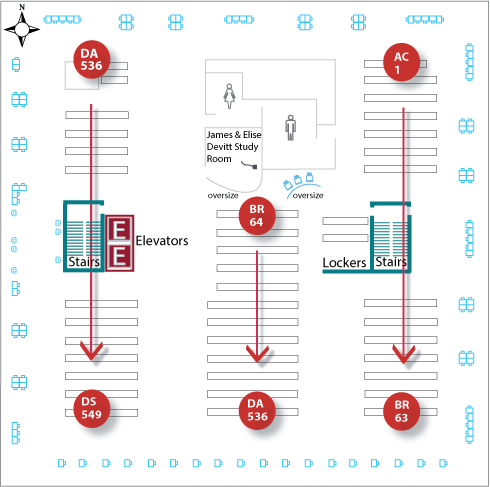 N
DA
536
AC
1
James & Elise
Devitt Study
Room
oversize
oversize
BR
64
E
E
Elevators
Stairs
Lockers
Stairs
DS
549
DA
536
BR
63